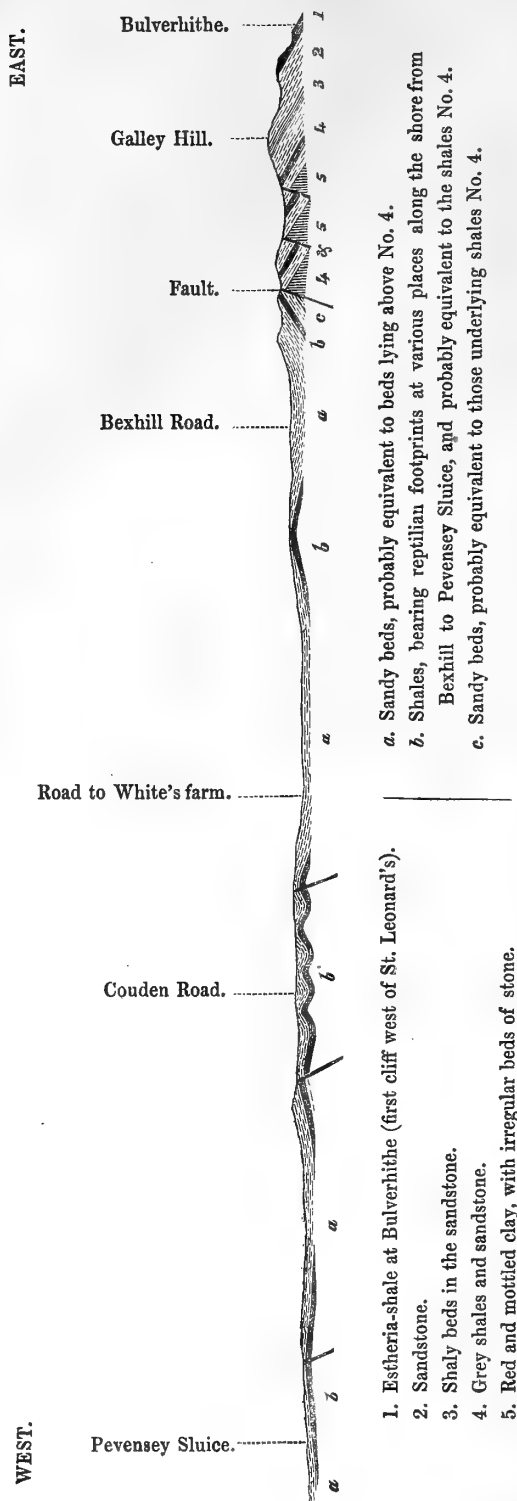 WEST.
EAST.
Pevensey Sluice.
Couden Road.
Road to White's farm.
Bexhill Road.
Fault.
Galley Hill.
Bulverhithe.
a b a b a b a b c 4 & 5 5 4 3 2 1
1. Estheria-shale at Bulverhithe (first cliff west of St. Leonard's).
2. Sandstone.
3. Shaly beds in the sandstone.
4. Grey shales and sandstone.
5. Red and mottled clay, with irregular beds of stone.
a. Sandy beds, probably equivalent to beds lying above No. 4.
b. Shales, bearing reptilian footprints at various places along the shore from
Bexhill to Pevensey Sluice, and probably equivalent to the shales No. 4.
c. Sandy beds, probably equivalent to those underlying shales No. 4.